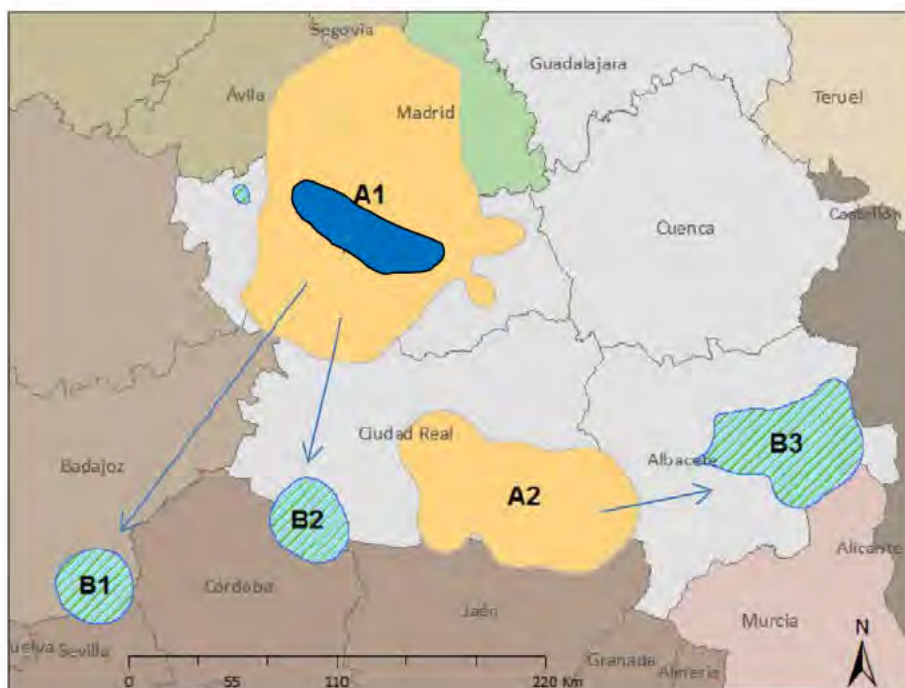 Segovia
Guadalajara
Ávila
Madrid
Teruel
A1
Castellón
Cuenca
Ciudad Real
B3
Badajoz
Albacete
A2
B2
Alicante
B1
Córdoba
Jaén
Murcia
N
uelva
Sevilla
Granada
Almería
0 55 110 220 Km